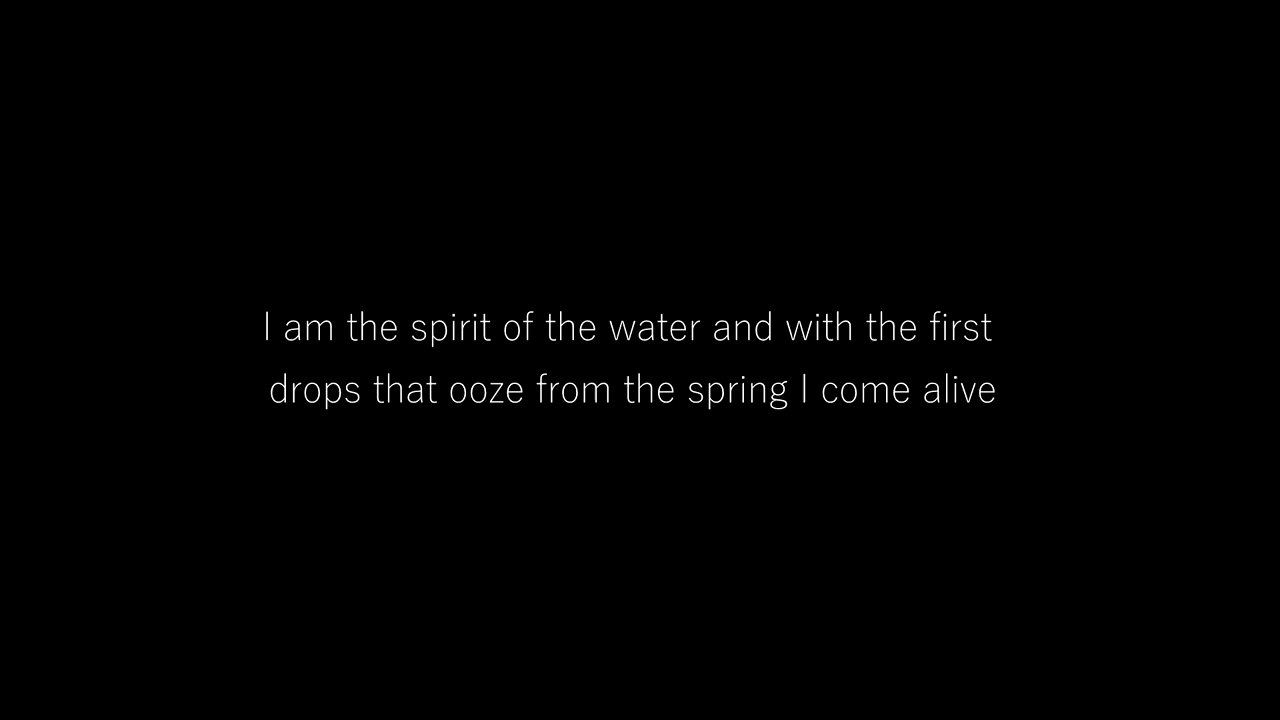 I am the spirit of the water and with the first
drops that ooze from the spring I come alive